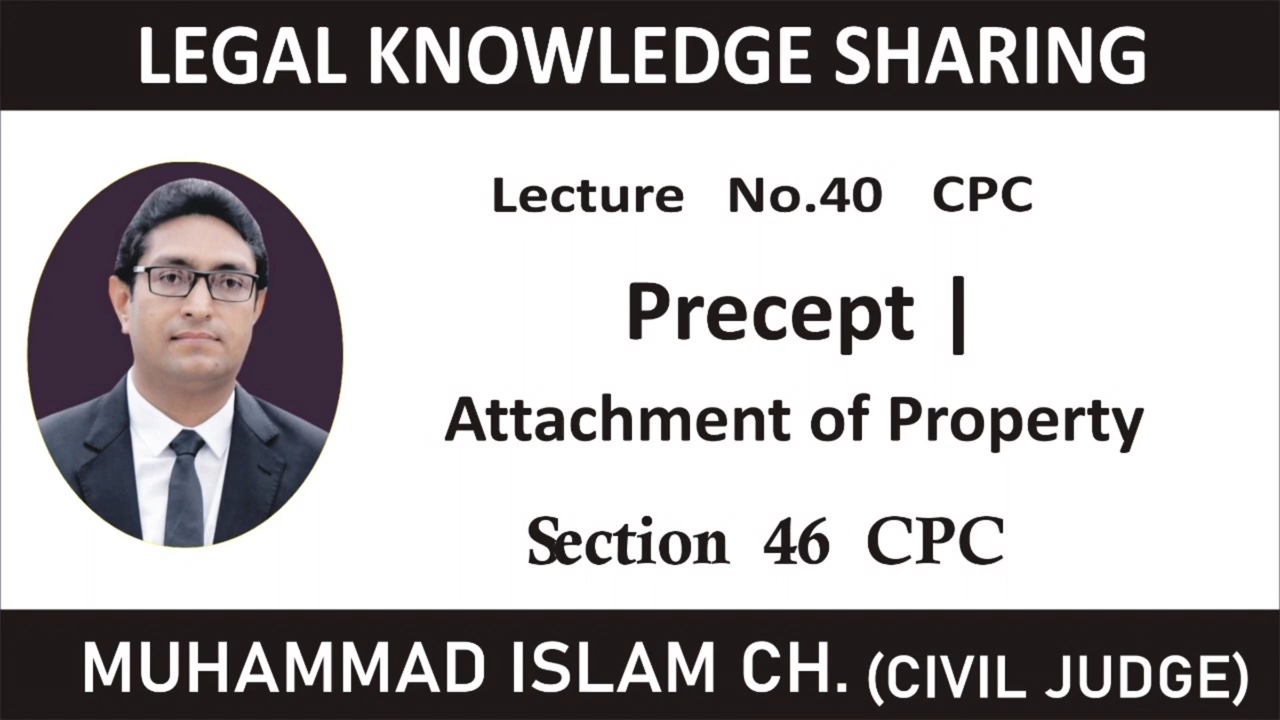 LEGAL KNOWLEDGE SHARING
Lecture No.40 CPC
Precept |
Attachment of Property
Section 46 CPC
MUHAMMAD ISLAM CH. (CIVIL JUDGE)